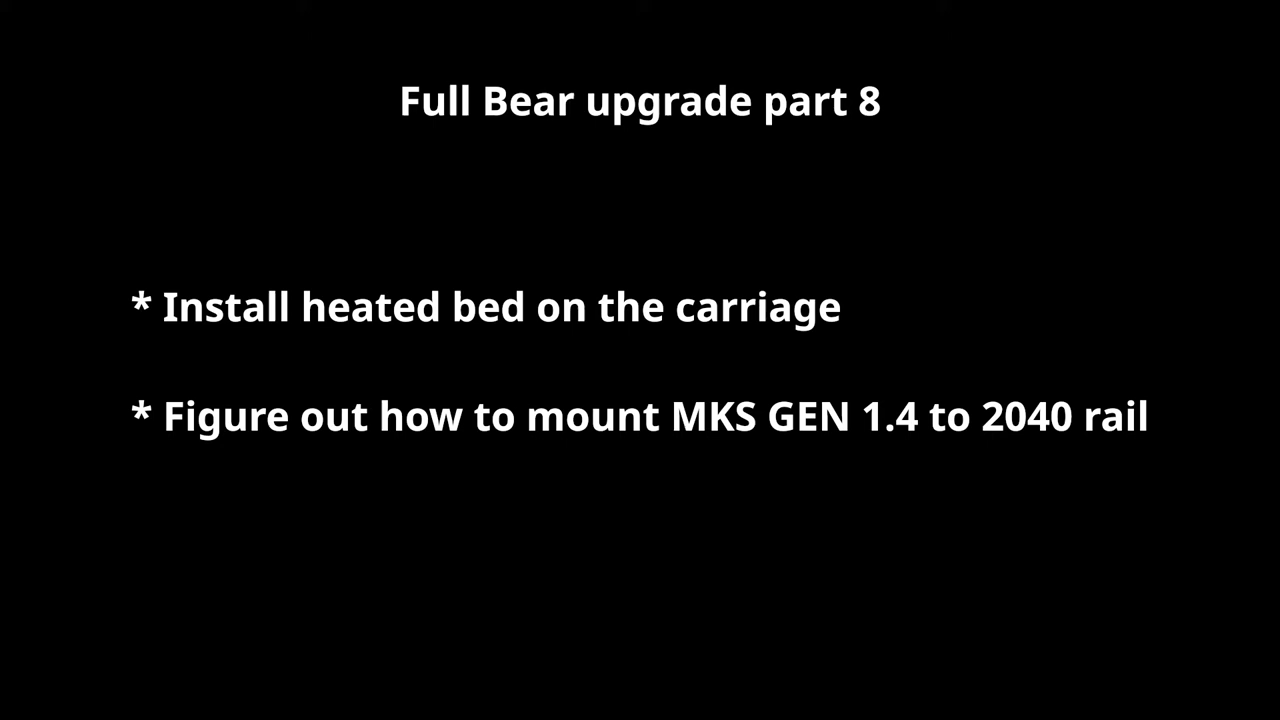 Full Bear upgrade part 8
* Install heated bed on the carriage
* Figure out how to mount MKS GEN 1.4 to 2040 rail